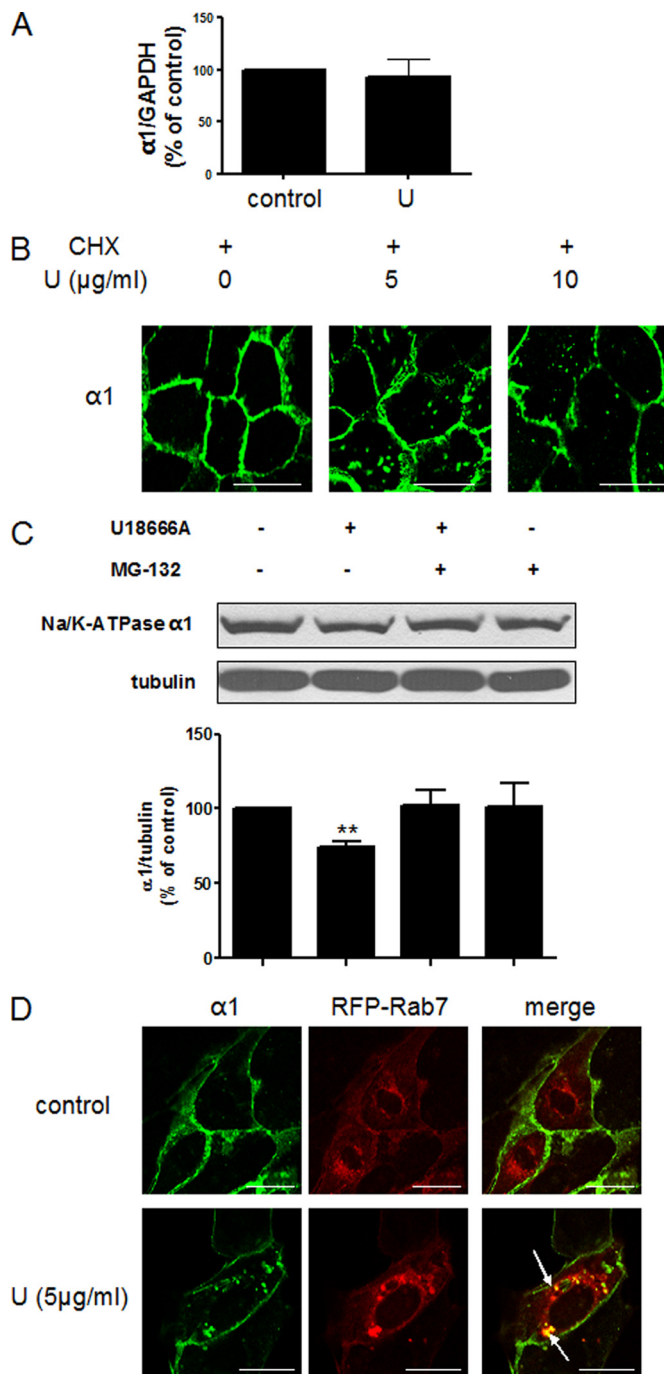 A
α1/GAPDH
(% of control)
150
100
50
0
control U
B
CHX + + +
U (µg/ml) 0 5 10
α1
C
U18666A - + + -
MG-132 - - + +
Na/K-ATPase α1
tubulin
α1/tubulin
(% of control)
150
100
**
50
0
D
α1 RFP-Rab7 merge
control
U (5µg/ml)